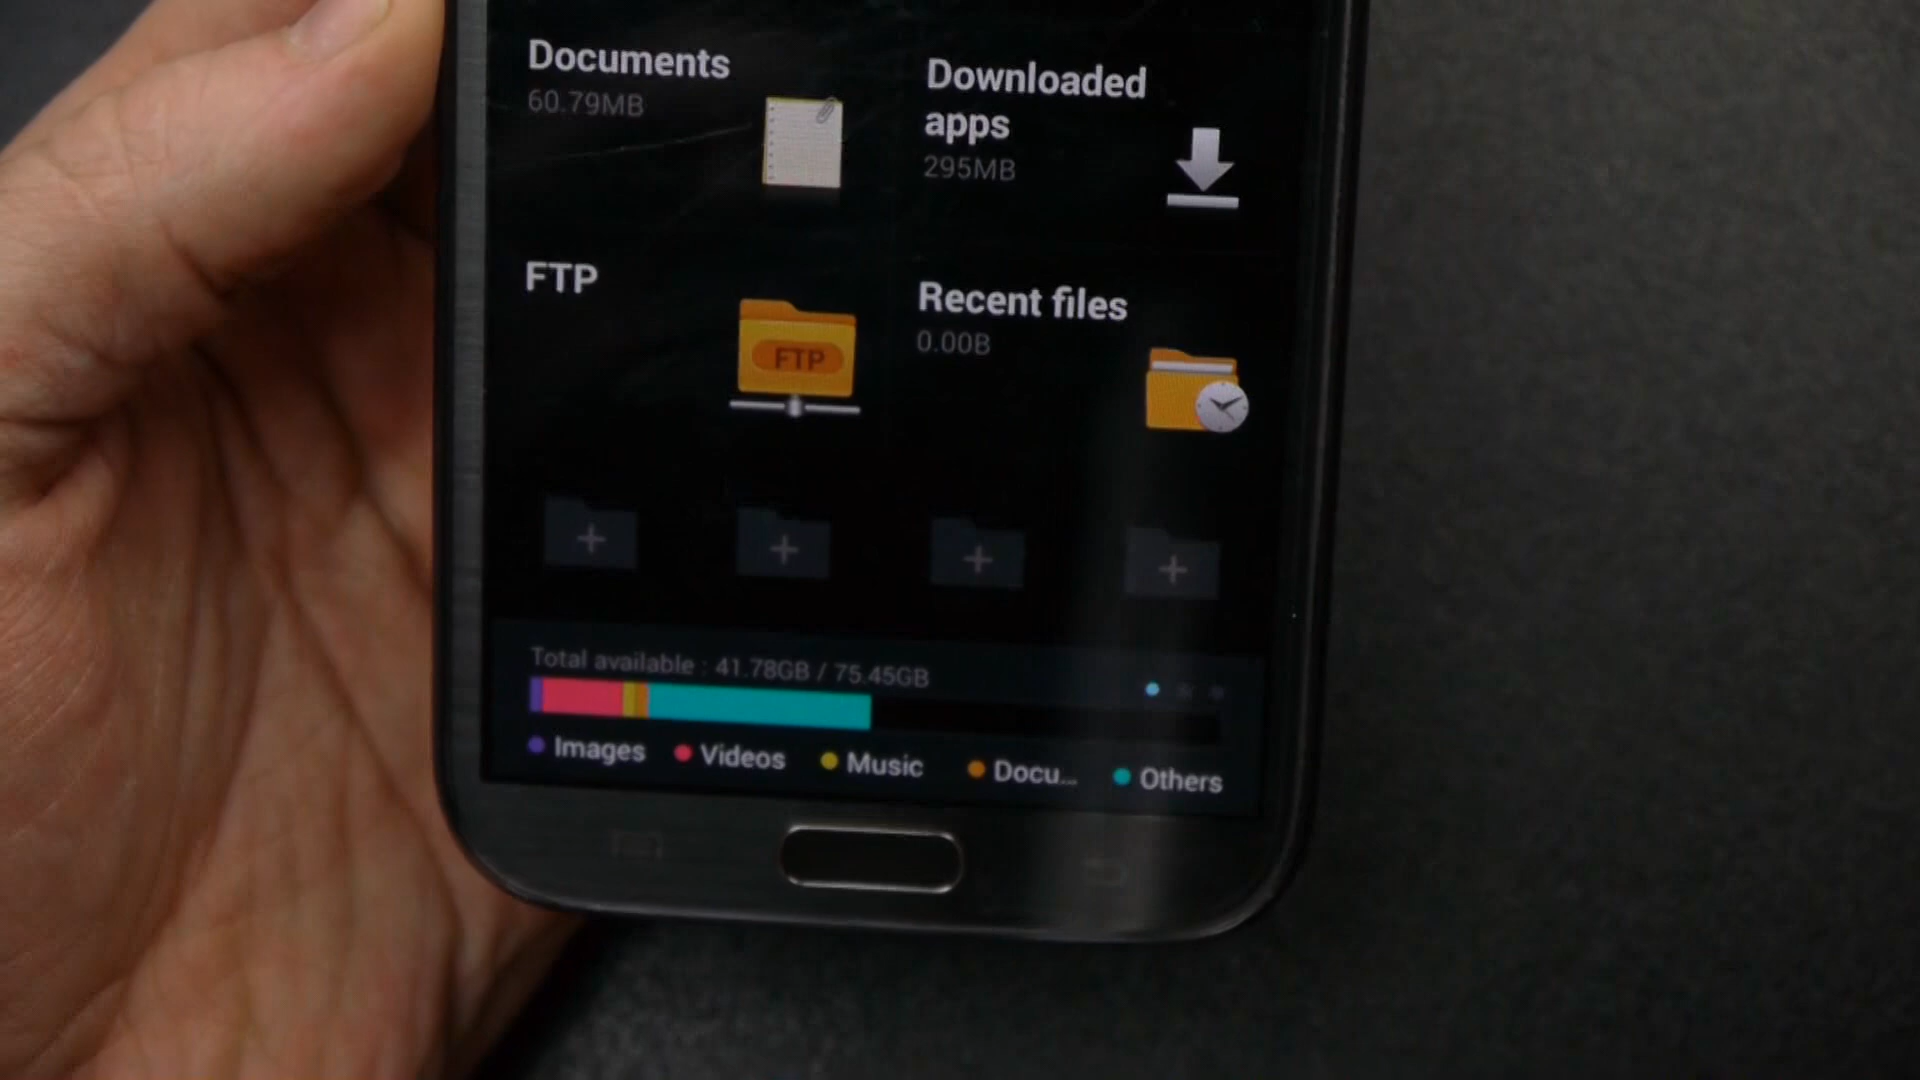 Documents
60.79MB
Downloaded
apps
295MB
FTP
FTP
Recent files
0.00B
Total available : 41.78GB / 75.45GB
Images
Videos
Music
Docu...
Others